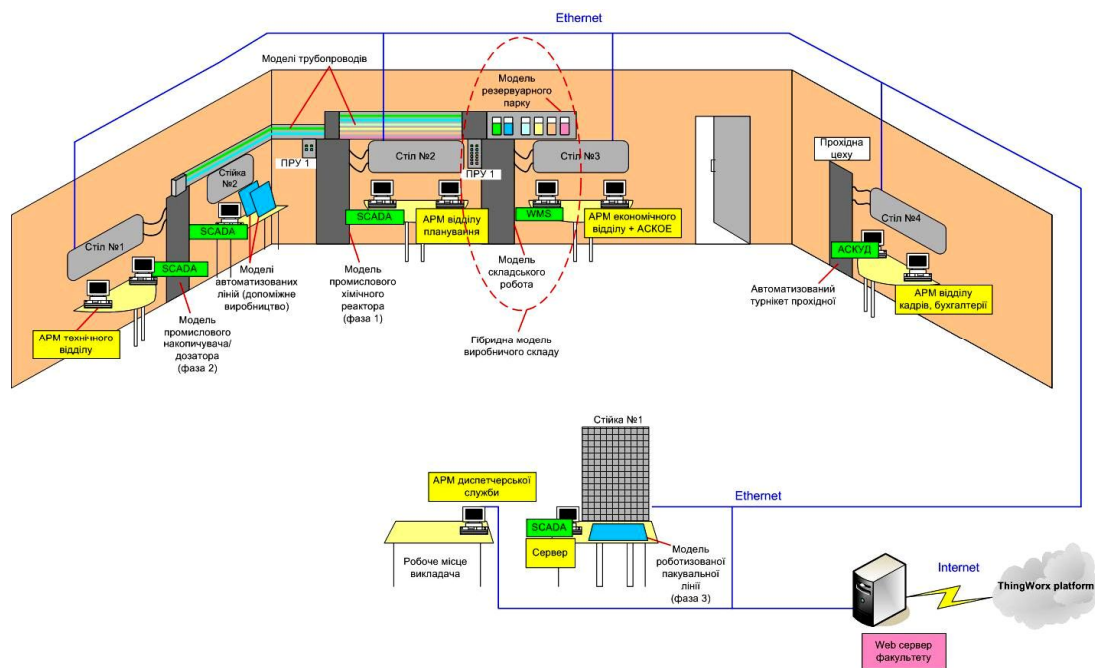 Ethernet
Моделі трубопроводів
Модель
резервуарного
парку
Прохідна
цеху
ПРУ 1
Стіл №2
ПРУ 1
Стіл №3
Стійка
№2
Стіл №1
Стіл №4
SCADA
SCADA
SCADA
АРМ відділу
планування
WMS
АРМ економічного
відділу + АСКОЕ
АСКУД
АРМ технічного
відділу
Модель
промислового
накопичувача/
дозатора
(фаза 2)
Моделі
автоматизованих
ліній (допоміжне
виробництво)
Модель
промислового
хімічного
реактора
(фаза 1)
Модель
складського
робота
Гібридна модель
виробничого складу
Автоматизований
турнікет прохідної
АРМ відділу
кадрів, бухгалтерії
Стійка №1
АРМ диспетчерської
служби
Ethernet
SCADA
Сервер
Робоче місце
викладача
Модель
роботизованої
пакувальної
лінії
(фаза 3)
Internet
ThingWorx platform
Web сервер
факультету